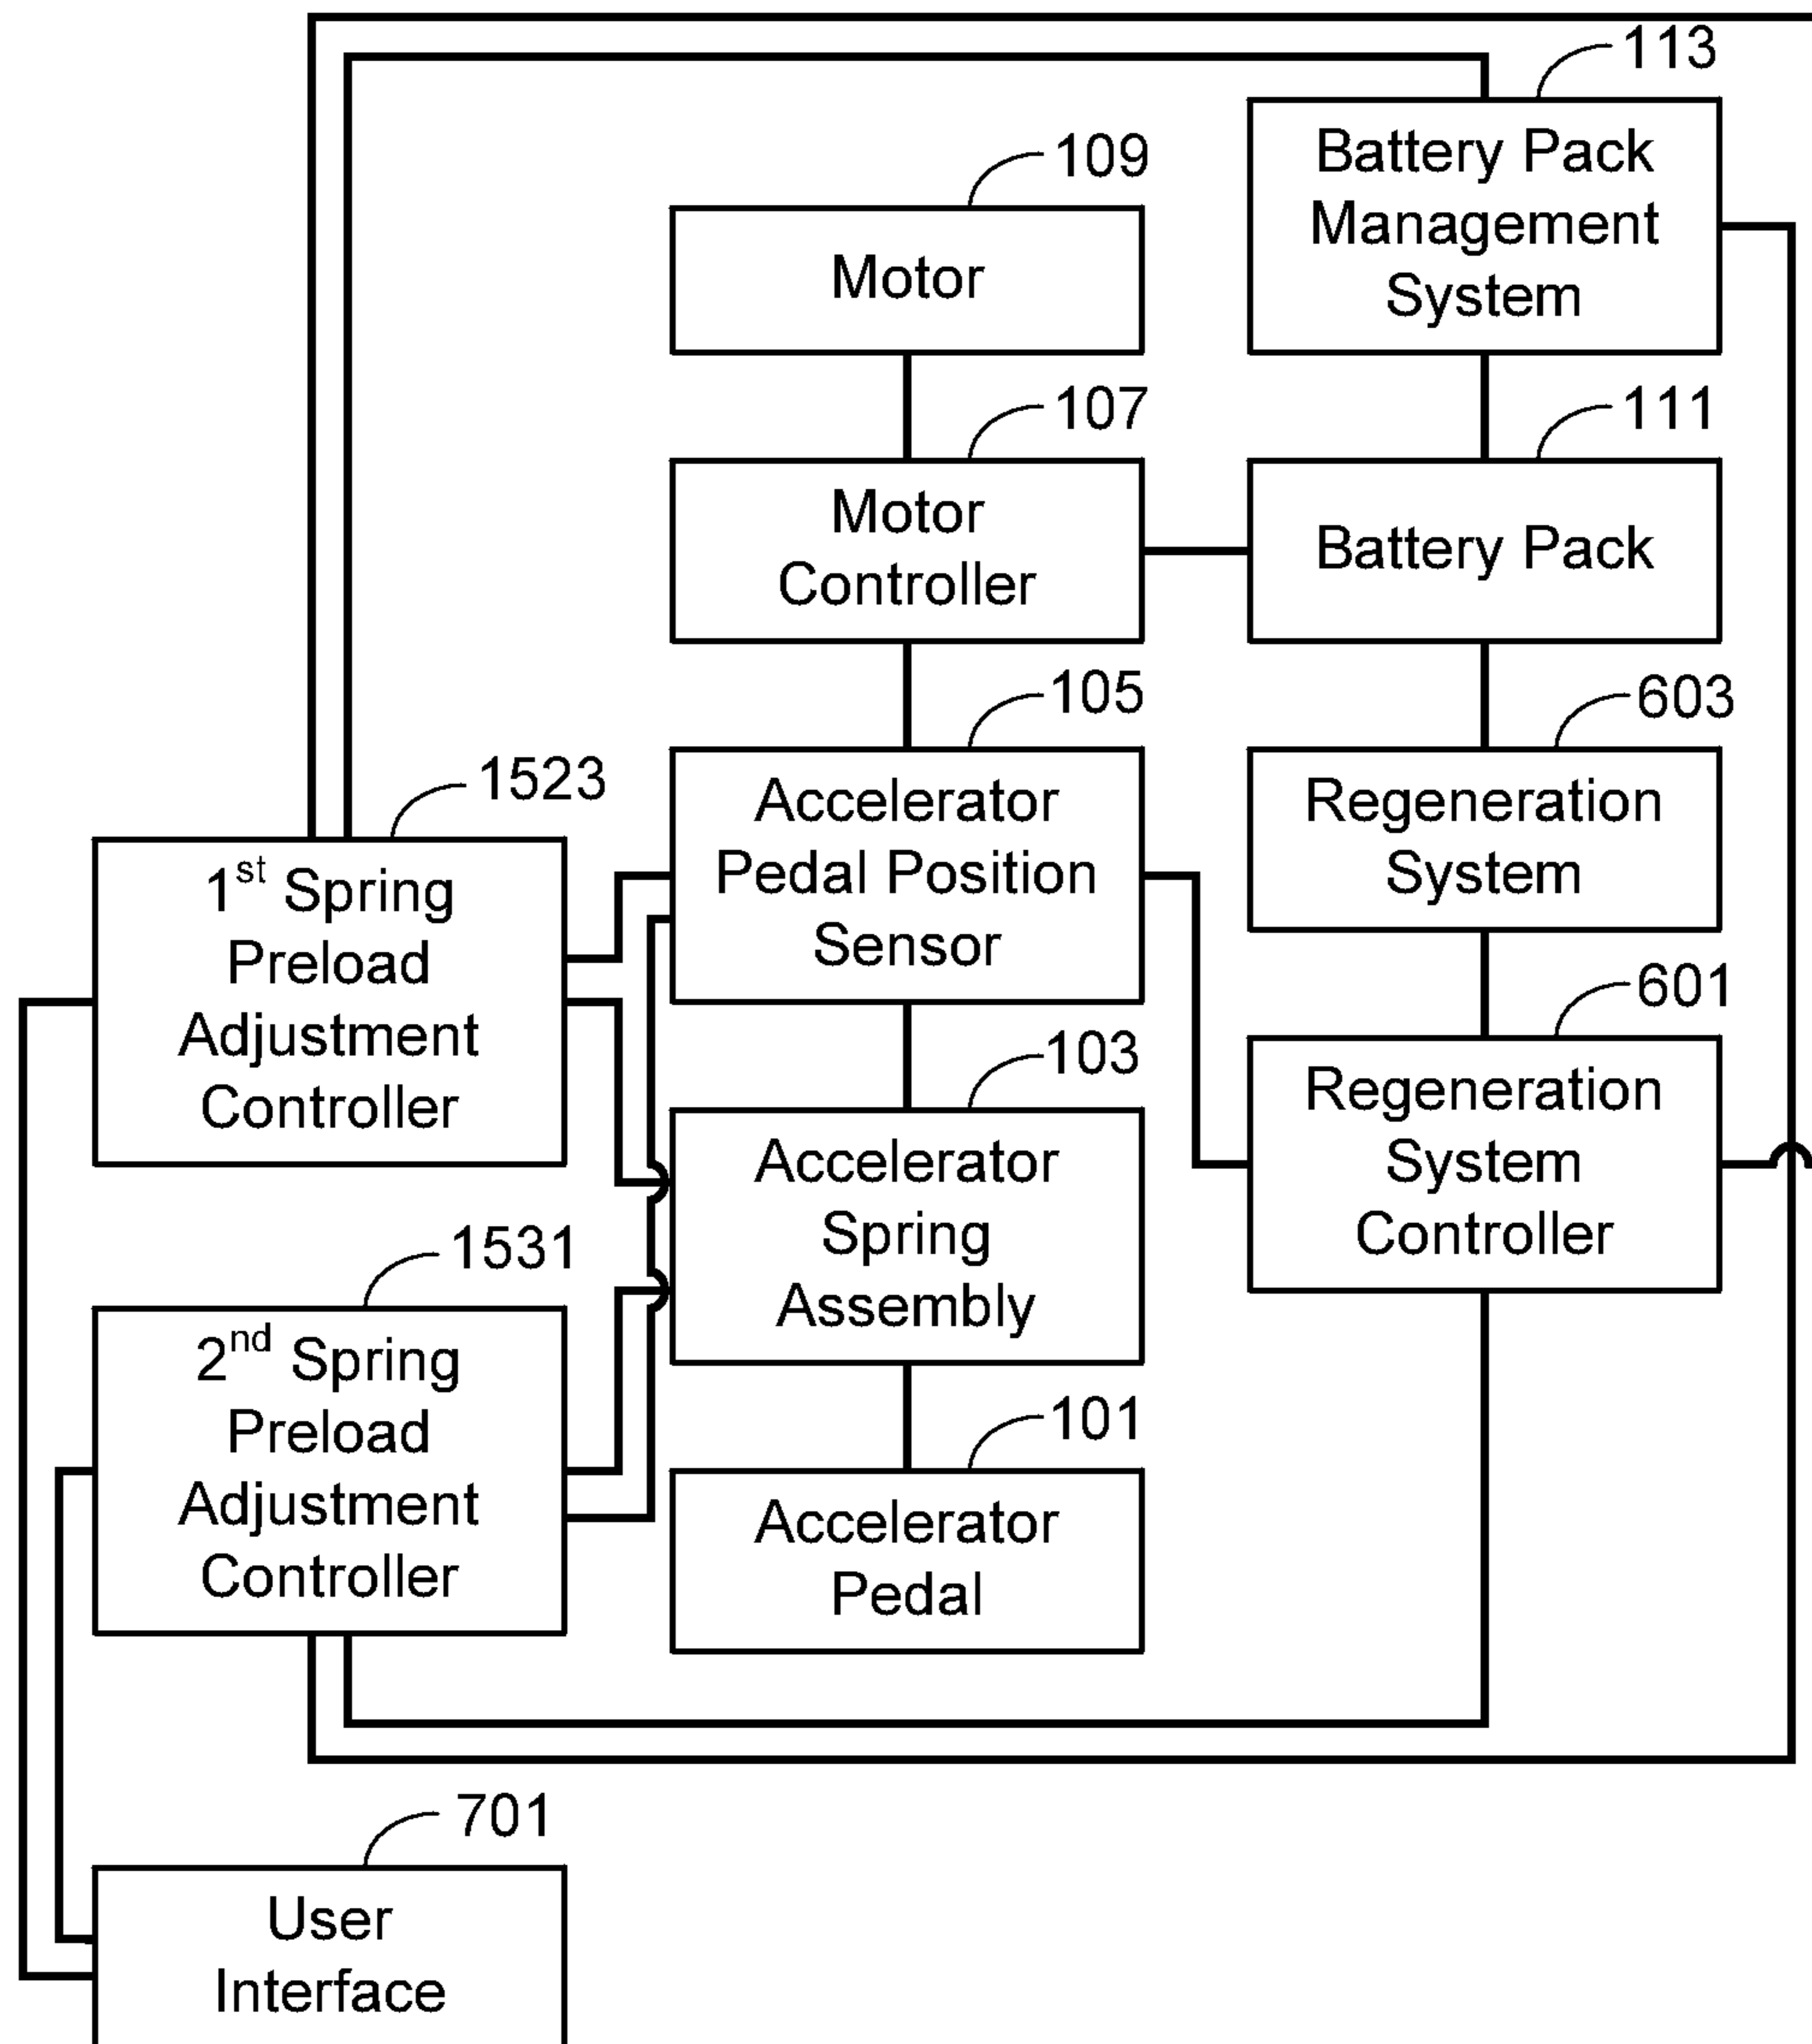 113
Battery Pack
Management
System
109
Motor
107
Motor
Controller
111
Battery Pack
105
Accelerator
Pedal Position
Sensor
603
Regeneration
System
1523
1st Spring
Preload
Adjustment
Controller
103
Accelerator
Spring
Assembly
601
Regeneration
System
Controller
1531
2nd Spring
Preload
Adjustment
Controller
101
Accelerator
Pedal
701
User
Interface